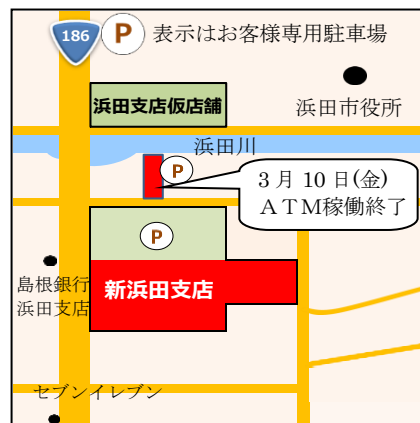 186
P 表示はお客様専用駐車場
浜田支店仮店舗
浜田市役所
浜田川
P
3月10日(金)
ATM稼働終了
P
島根銀行
浜田支店
新浜田支店
セブンイレブン